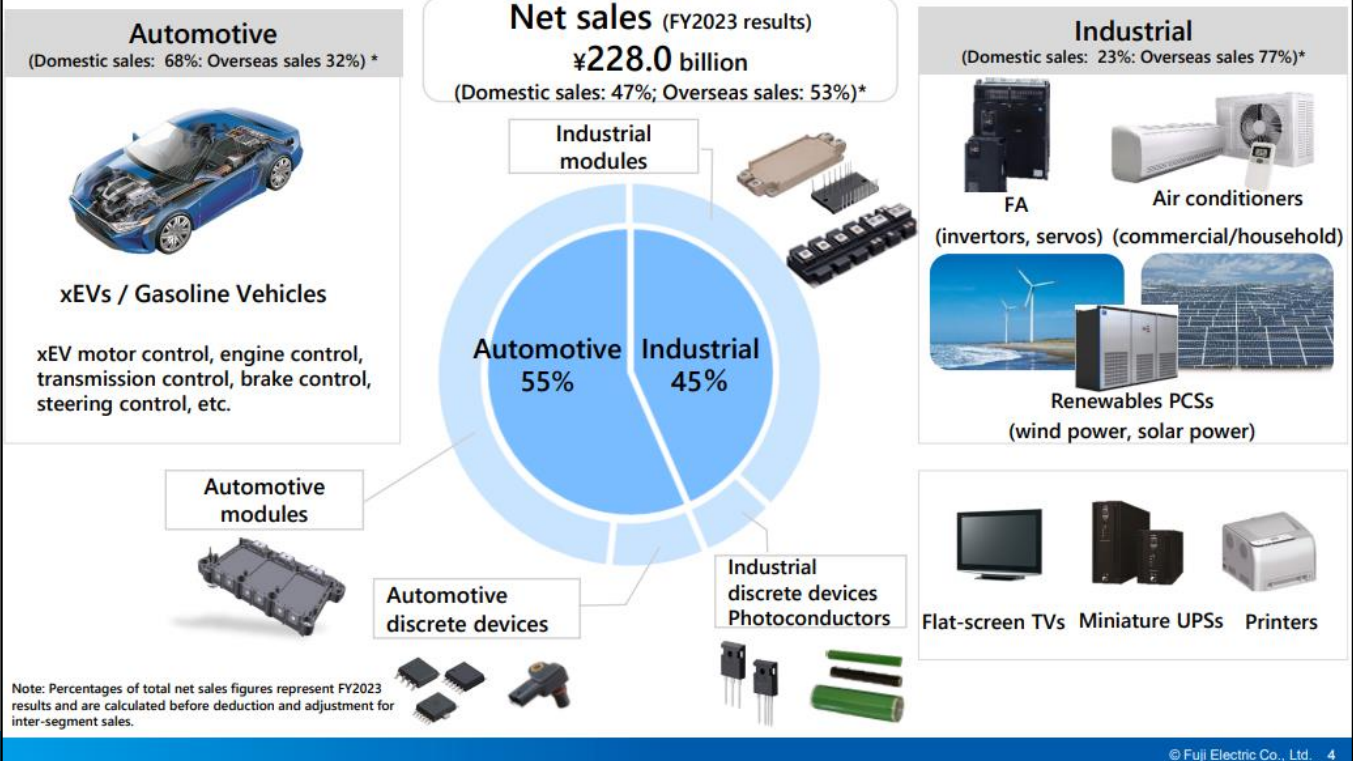 Automotive
(Domestic sales: 68%: Overseas sales 32%) *
xEVs / Gasoline Vehicles
xEV motor control, engine control,
transmission control, brake control,
steering control, etc.
Net sales (FY2023 results)
¥228.0 billion
(Domestic sales: 47%; Overseas sales: 53%)*
Industrial
modules
Automotive
55%
Industrial
45%
Automotive
modules
Automotive
discrete devices
Industrial
discrete devices
Photoconductors
Industrial
(Domestic sales: 23%: Overseas sales 77%)*
FA
(invertors, servos)
Air conditioners
(commercial/household)
Renewables PCSs
(wind power, solar power)
Flat-screen TVs
Miniature UPSs
Printers
Note: Percentages of total net sales figures represent FY2023
results and are calculated before deduction and adjustment for
inter-segment sales.
© Fuji Electric Co., Ltd. 4